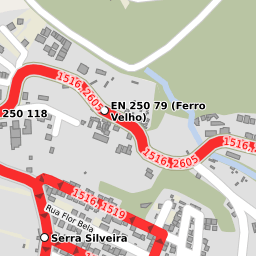 1516, 2605
EN 250 79 (Ferro
Velho)
250 118
1516, 2605
1516,
1516, 1519
Rua Flor Bela
Serra Silveira